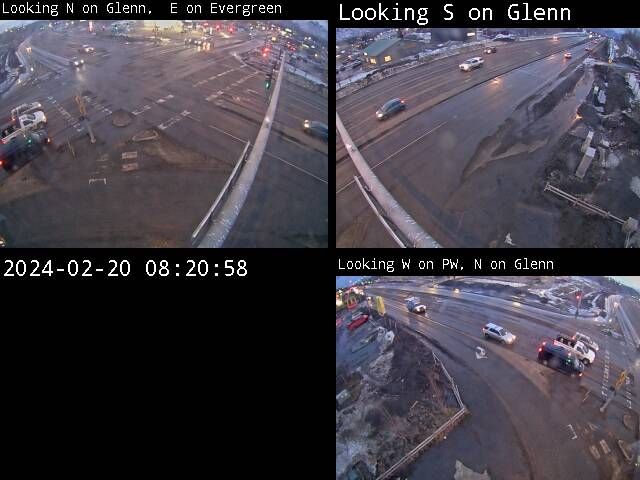 Looking N on Glenn,  E on Evergreen
Looking S on Glenn
2024-02-20 08:20:58
Looking W on PW, N on Glenn